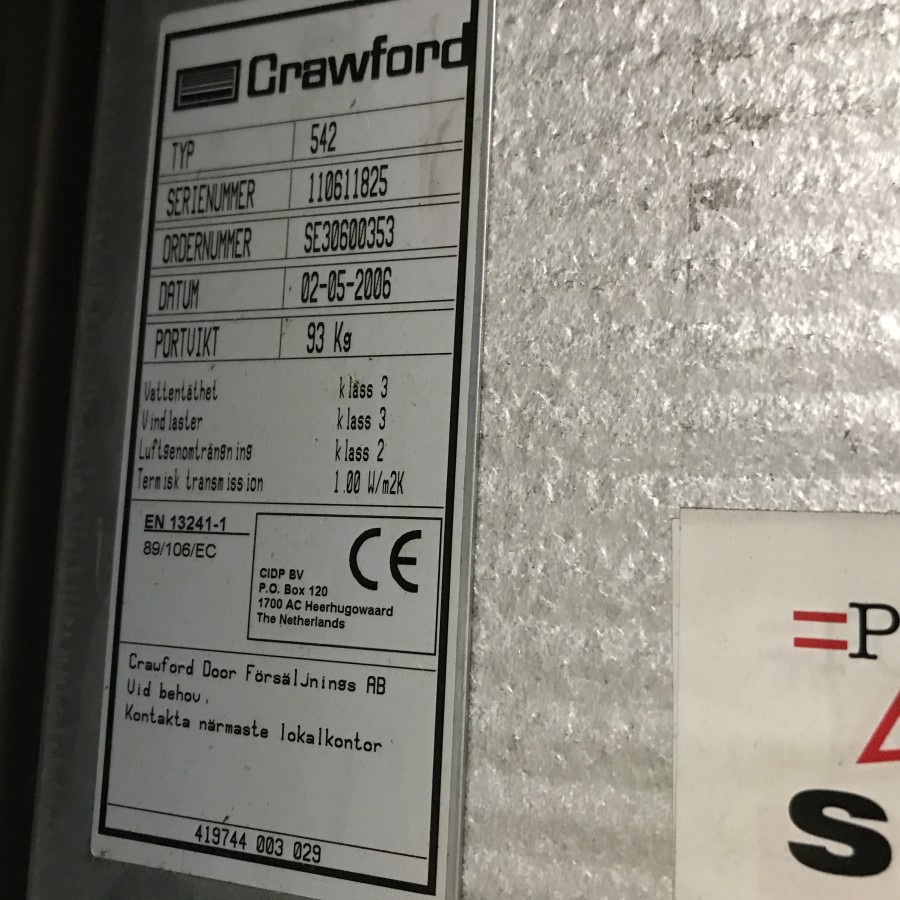 Crawford
TYP 542
SERIENUMMER 110611825
ORDERNUMMER SE30600353
DATUM 02-05-2006
PORTVIKT 93 Kg
Vattentäthet klass 3
Vindlaster klass 3
Luftgenomträngning klass 2
Termisk transmission 1.00 W/m2K
EN 13241-1
89/106/EC
CE
CIDP BV
P.O. Box 120
1700 AC Heerhugowaard
The Netherlands
Crawford Door Försäljnings AB
Vid behov,
Kontakta närmaste lokalkontor
419744 003 029